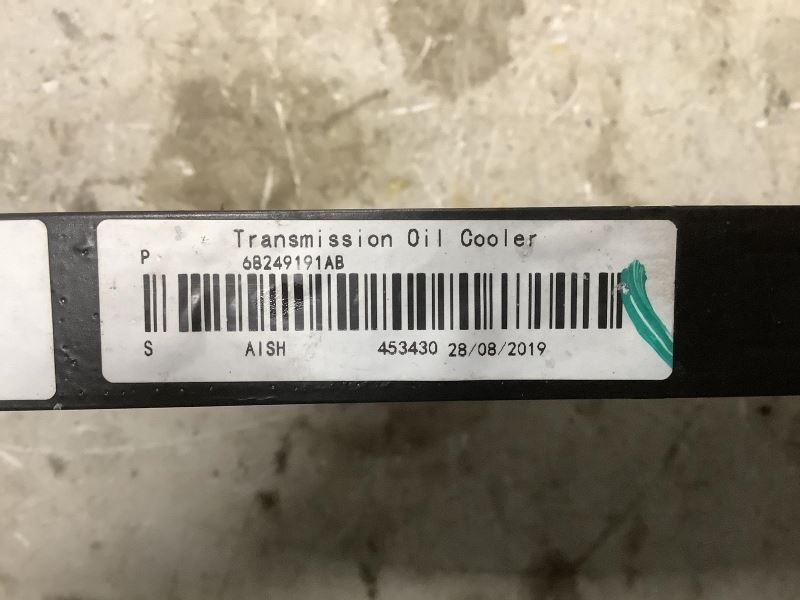 Transmission Oil Cooler
P 68249191AB
S AISH 453430 28/08/2019